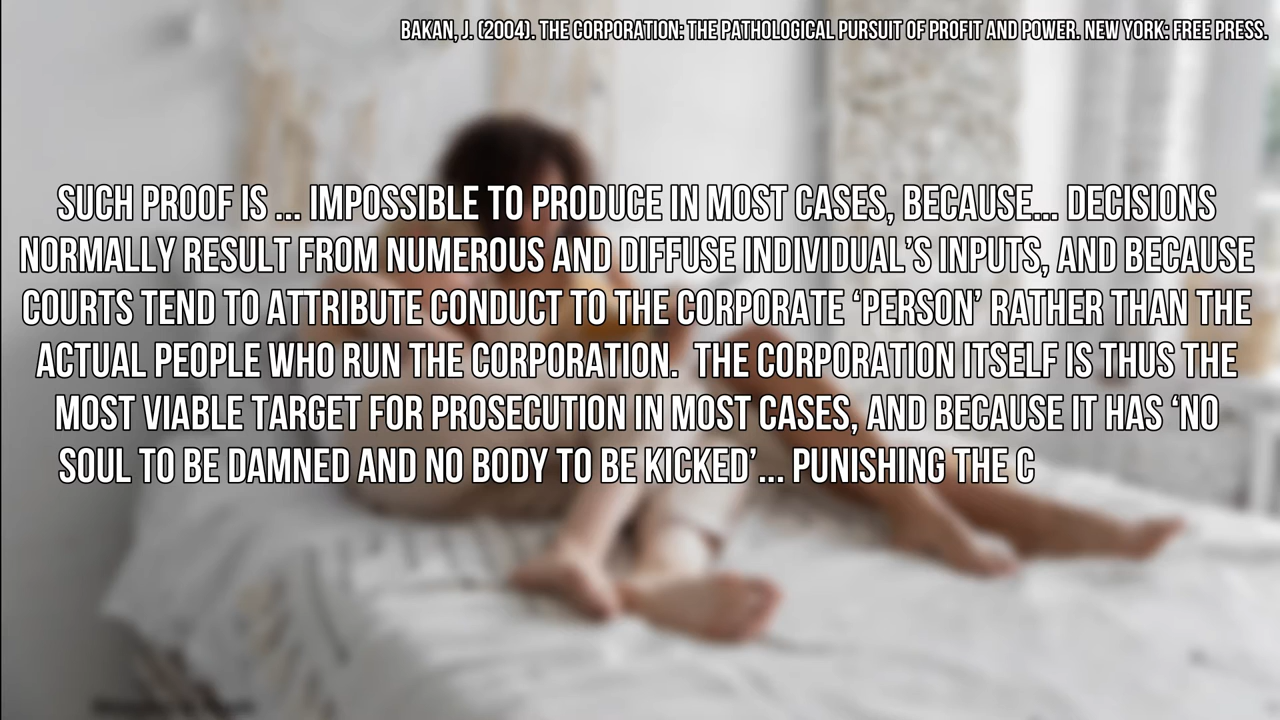 BAKAN, J. (2004). THE CORPORATION: THE PATHOLOGICAL PURSUIT OF PROFIT AND POWER. NEW YORK: FREE PRESS.
SUCH PROOF IS ... IMPOSSIBLE TO PRODUCE IN MOST CASES, BECAUSE... DECISIONS
NORMALLY RESULT FROM NUMEROUS AND DIFFUSE INDIVIDUAL’S INPUTS, AND BECAUSE
COURTS TEND TO ATTRIBUTE CONDUCT TO THE CORPORATE ‘PERSON’ RATHER THAN THE
ACTUAL PEOPLE WHO RUN THE CORPORATION. THE CORPORATION ITSELF IS THUS THE
MOST VIABLE TARGET FOR PROSECUTION IN MOST CASES, AND BECAUSE IT HAS ‘NO
SOUL TO BE DAMNED AND NO BODY TO BE KICKED’... PUNISHING THE C